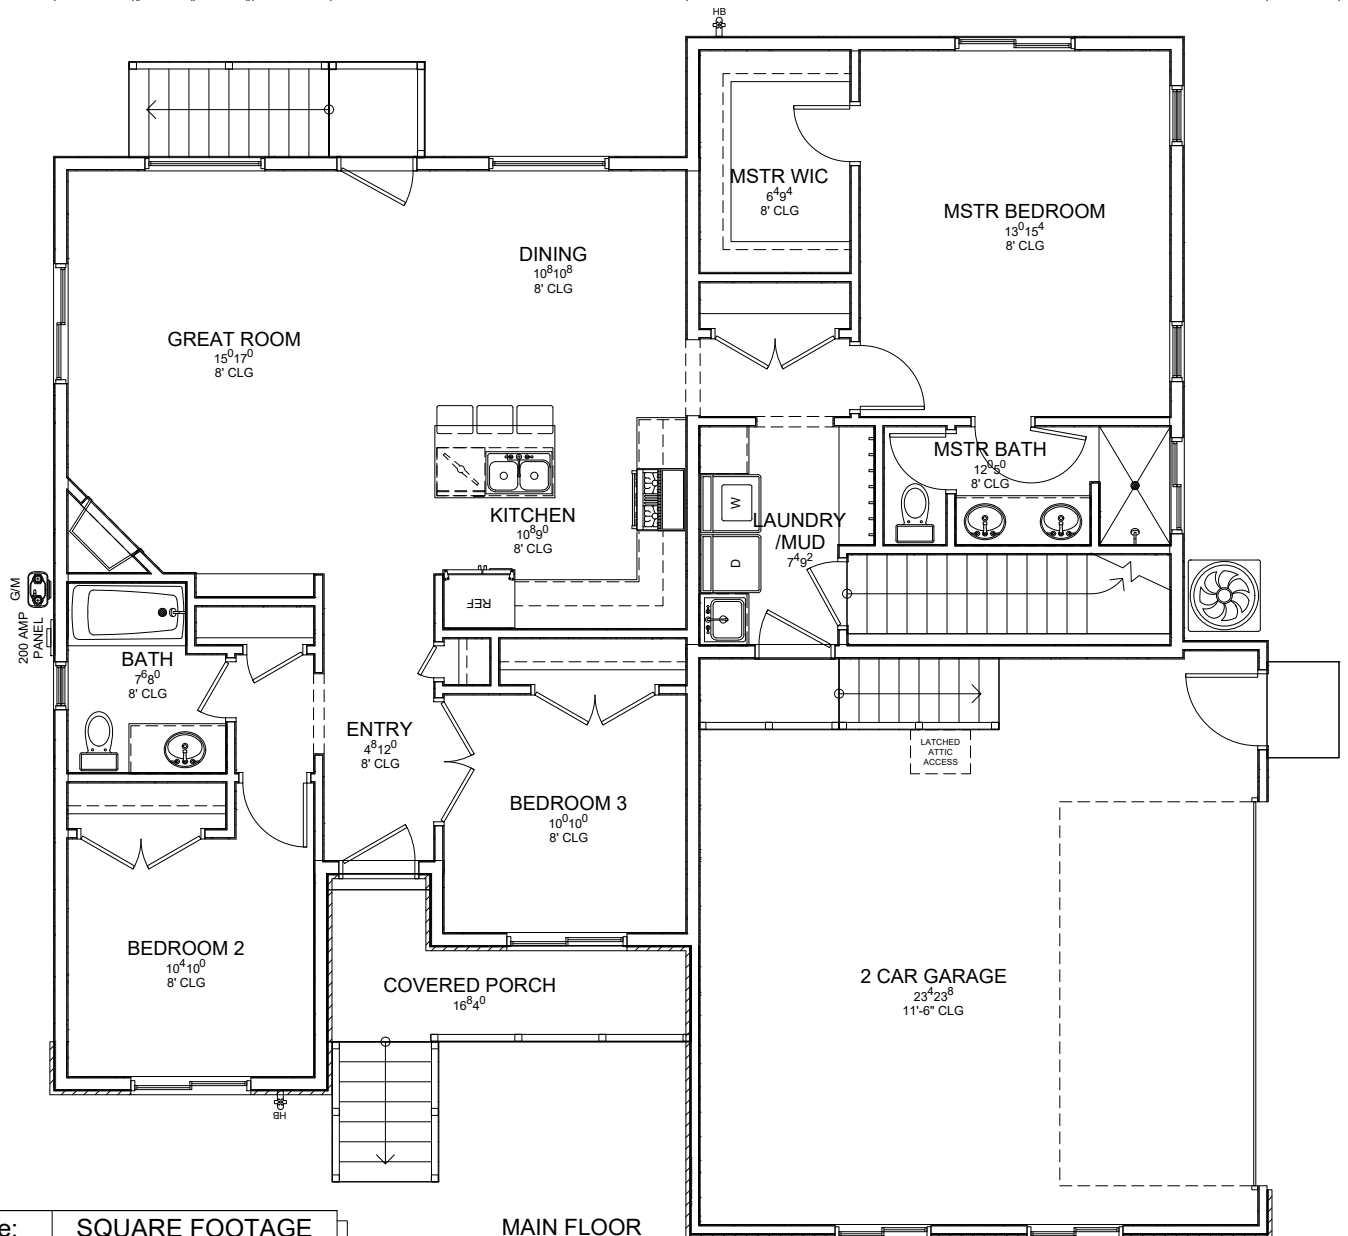 HB
MSTR WIC
6⁴9⁴
8' CLG
MSTR BEDROOM
13⁰15⁴
8' CLG
DINING
10⁸10⁸
8' CLG
GREAT ROOM
15⁰17⁰
8' CLG
MSTR BATH
12⁰5⁰
8' CLG
KITCHEN
10⁸9⁰
8' CLG
W
LAUNDRY
/MUD
7⁴9²
D
REF
G/M
200 AMP
PANEL
BATH
7⁶8⁰
8' CLG
ENTRY
4⁸12⁰
8' CLG
LATCHED
ATTIC
ACCESS
BEDROOM 3
10⁰10⁰
8' CLG
BEDROOM 2
10⁴10⁰
8' CLG
COVERED PORCH
16⁸4⁰
2 CAR GARAGE
23⁴23⁸
11'-6" CLG
HB
e:
SQUARE FOOTAGE
MAIN FLOOR